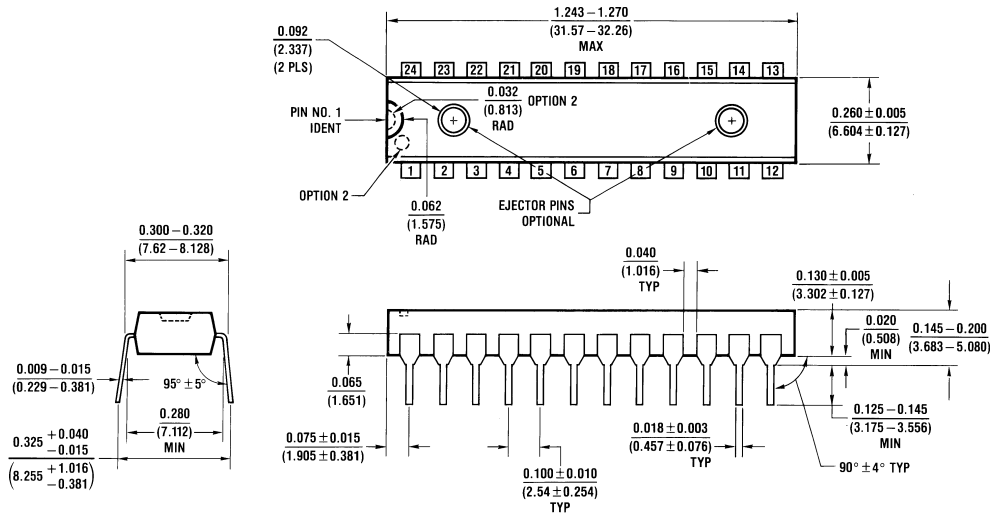 1.243 – 1.270
(31.57 – 32.26)
MAX
0.092
(2.337)
(2 PLS)
24 23 22 21 20 19 18 17 16 15 14 13
0.032
(0.813)
RAD
OPTION 2
PIN NO. 1
IDENT
0.260 ± 0.005
(6.604 ± 0.127)
1 2 3 4 5 6 7 8 9 10 11 12
OPTION 2
0.062
(1.575)
RAD
EJECTOR PINS
OPTIONAL
0.300 – 0.320
(7.62 – 8.128)
0.040
(1.016)
TYP
0.130 ± 0.005
(3.302 ± 0.127)
0.020
(0.508)
MIN
0.145 – 0.200
(3.683 – 5.080)
0.009 – 0.015
(0.229 – 0.381)
95° ± 5°
0.065
(1.651)
0.280
(7.112)
MIN
0.325 +0.040
–0.015
(8.255 +1.016
–0.381)
0.075 ± 0.015
(1.905 ± 0.381)
0.018 ± 0.003
(0.457 ± 0.076)
TYP
0.125 – 0.145
(3.175 – 3.556)
MIN
0.100 ± 0.010
(2.54 ± 0.254)
TYP
90° ± 4° TYP